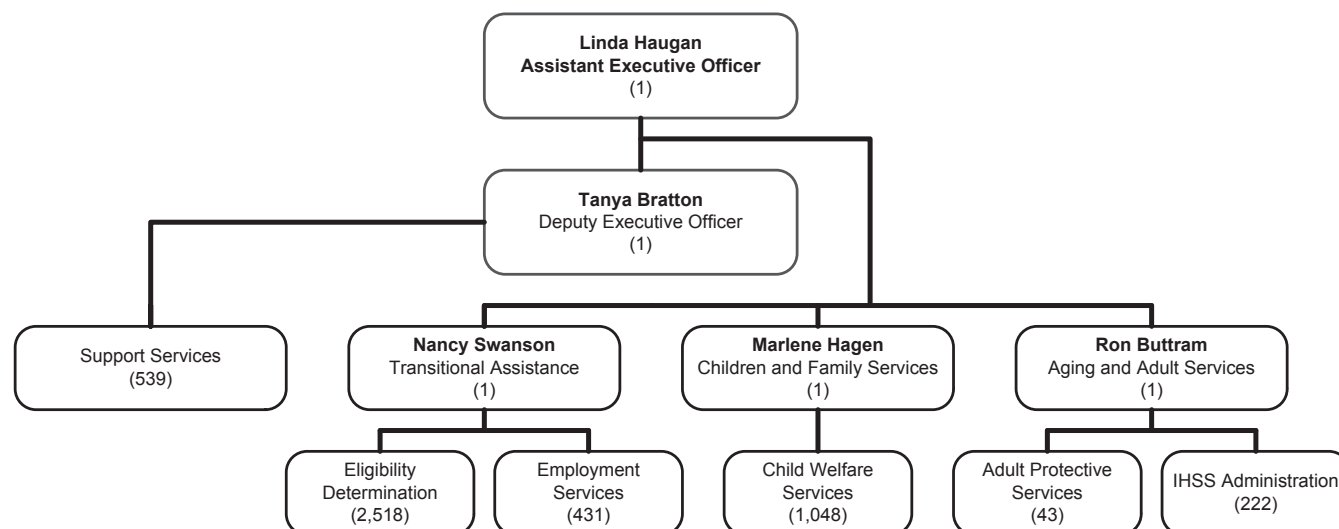 Linda Haugan
Assistant Executive Officer
(1)
Tanya Bratton
Deputy Executive Officer
(1)
Support Services
(539)
Nancy Swanson
Transitional Assistance
(1)
Marlene Hagen
Children and Family Services
(1)
Ron Buttram
Aging and Adult Services
(1)
Eligibility
Determination
(2,518)
Employment
Services
(431)
Child Welfare
Services
(1,048)
Adult Protective
Services
(43)
IHSS Administration
(222)